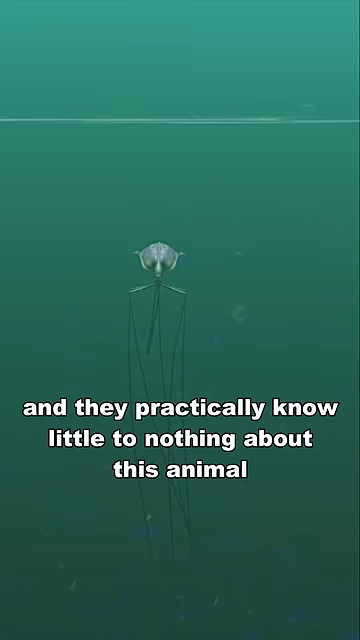 and they practically know
little to nothing about
this animal